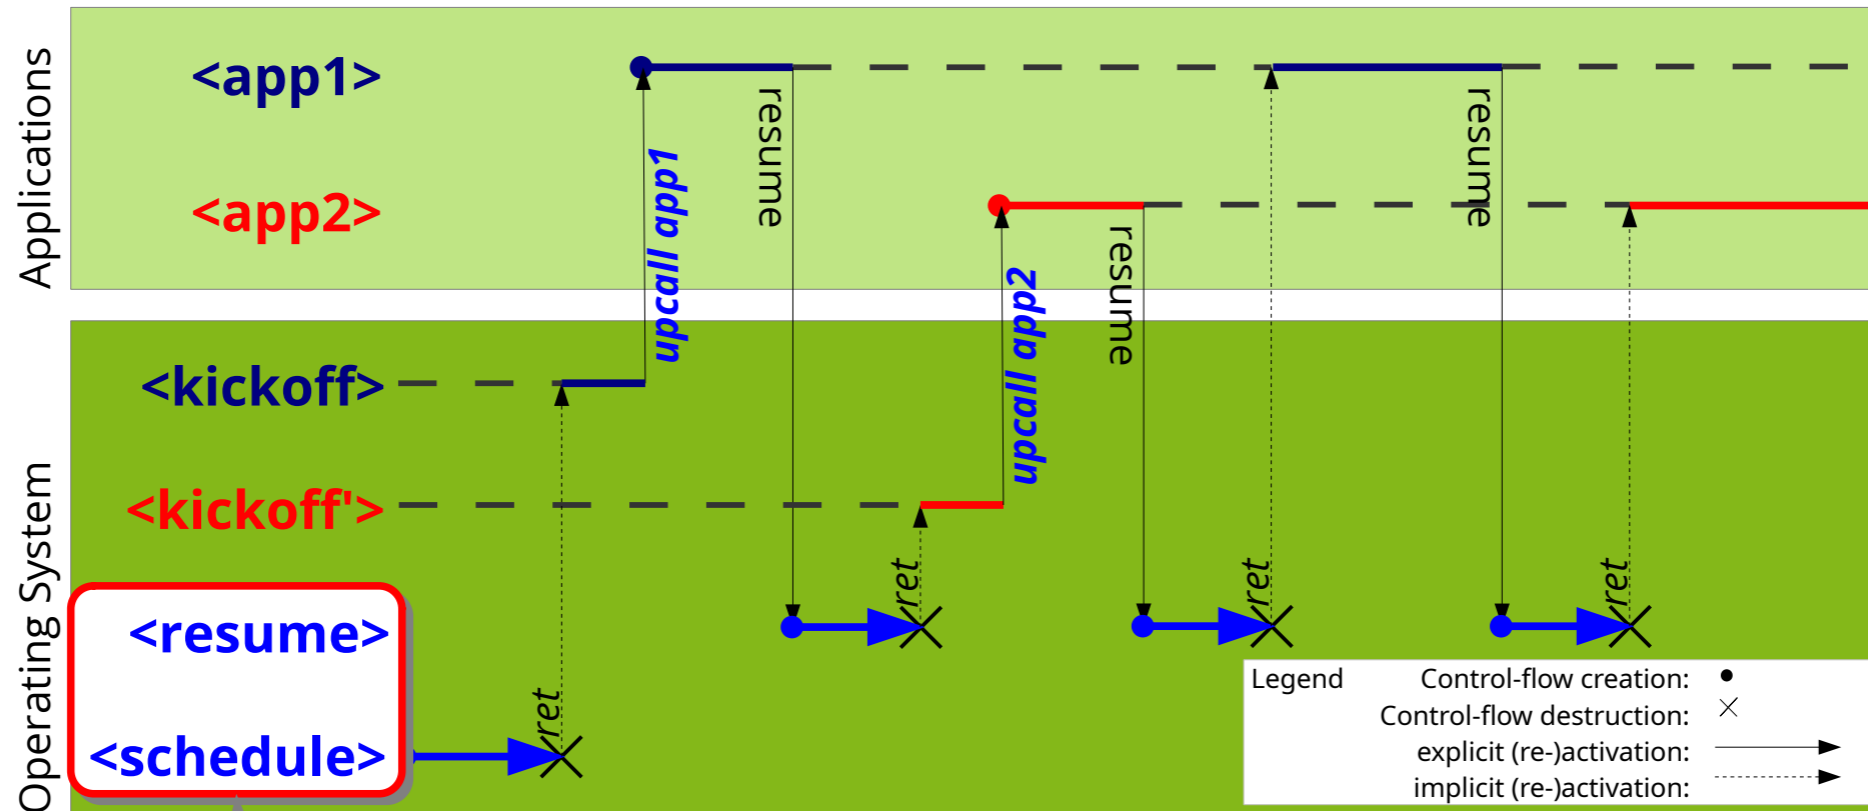 Applications
<app1>
<app2>
upcall app1
resume
upcall app2
resume
resume
Operating System
<kickoff>
<kickoff'>
<resume>
<schedule>
ret
ret
ret
ret
Legend
Control-flow creation:
Control-flow destruction:
explicit (re-)activation:
implicit (re-)activation: